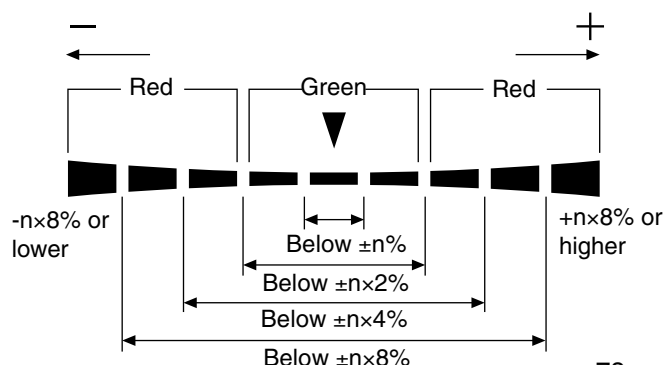 − +
Red Green Red
-n×8% or
lower
+n×8% or
higher
Below ±n%
Below ±n×2%
Below ±n×4%
Below ±n×8%